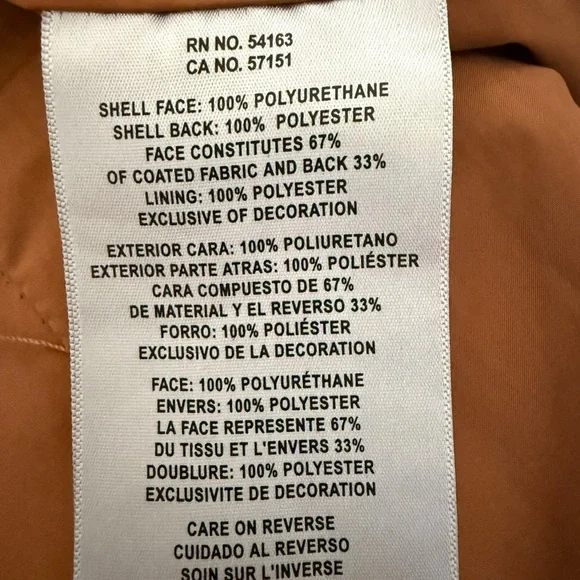 RN NO. 54163
CA NO. 57151
SHELL FACE: 100% POLYURETHANE
SHELL BACK: 100% POLYESTER
FACE CONSTITUTES 67%
OF COATED FABRIC AND BACK 33%
LINING: 100% POLYESTER
EXCLUSIVE OF DECORATION
EXTERIOR CARA: 100% POLIURETANO
EXTERIOR PARTE ATRAS: 100% POLIÉSTER
CARA COMPUESTO DE 67%
DE MATERIAL Y EL REVERSO 33%
FORRO: 100% POLIÉSTER
EXCLUSIVO DE LA DECORATION
FACE: 100% POLYURÉTHANE
ENVERS: 100% POLYESTER
LA FACE REPRESENTE 67%
DU TISSU ET L'ENVERS 33%
DOUBLURE: 100% POLYESTER
EXCLUSIVITE DE DECORATION
CARE ON REVERSE
CUIDADO AL REVERSO
SOIN SUR L'INVERSE